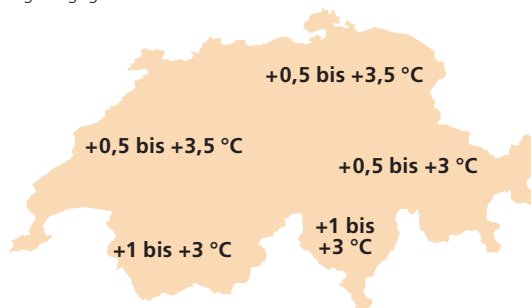 +0,5 bis +3,5 °C
+0,5 bis +3,5 °C
+0,5 bis +3 °C
+1 bis
+3 °C
+1 bis +3 °C